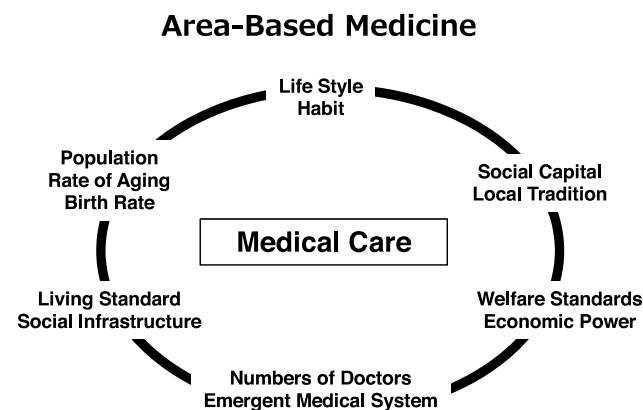 Area-Based Medicine
Life Style
Habit
Population
Rate of Aging
Birth Rate
Social Capital
Local Tradition
Medical Care
Living Standard
Social Infrastructure
Welfare Standards
Economic Power
Numbers of Doctors
Emergent Medical System